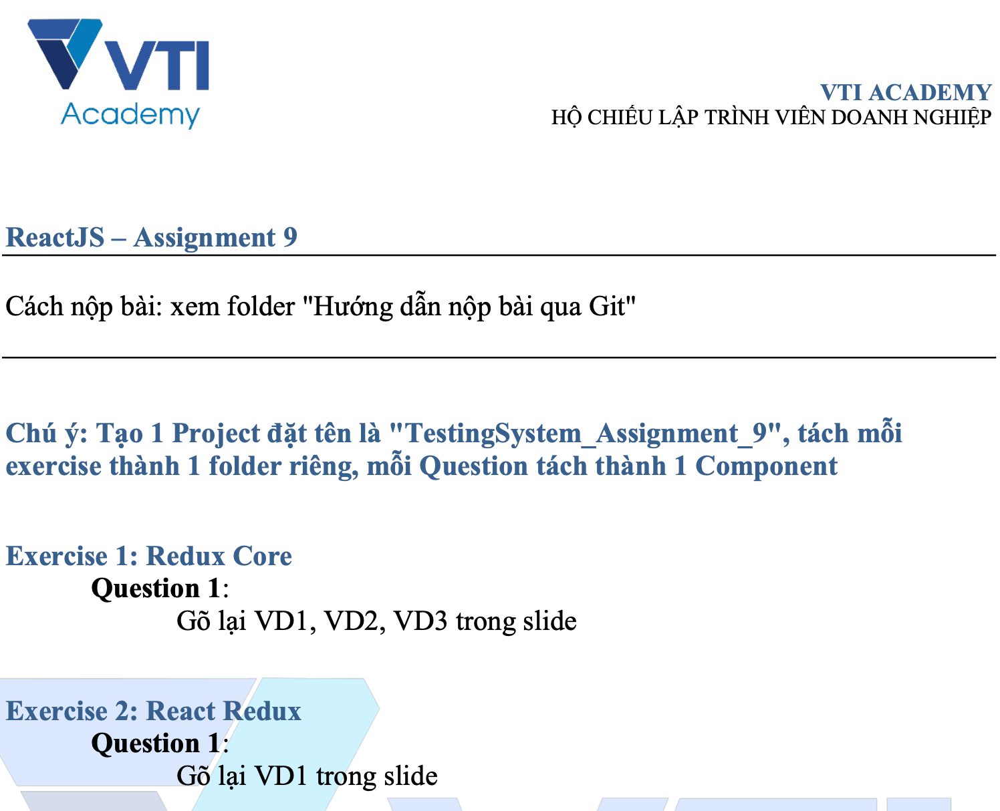 VTI
Academy
VTI ACADEMY
HỘ CHIẾU LẬP TRÌNH VIÊN DOANH NGHIỆP
ReactJS – Assignment 9
Cách nộp bài: xem folder "Hướng dẫn nộp bài qua Git"
Chú ý: Tạo 1 Project đặt tên là "TestingSystem_Assignment_9", tách mỗi
exercise thành 1 folder riêng, mỗi Question tách thành 1 Component
Exercise 1: Redux Core
Question 1:
Gõ lại VD1, VD2, VD3 trong slide
Exercise 2: React Redux
Question 1:
Gõ lại VD1 trong slide